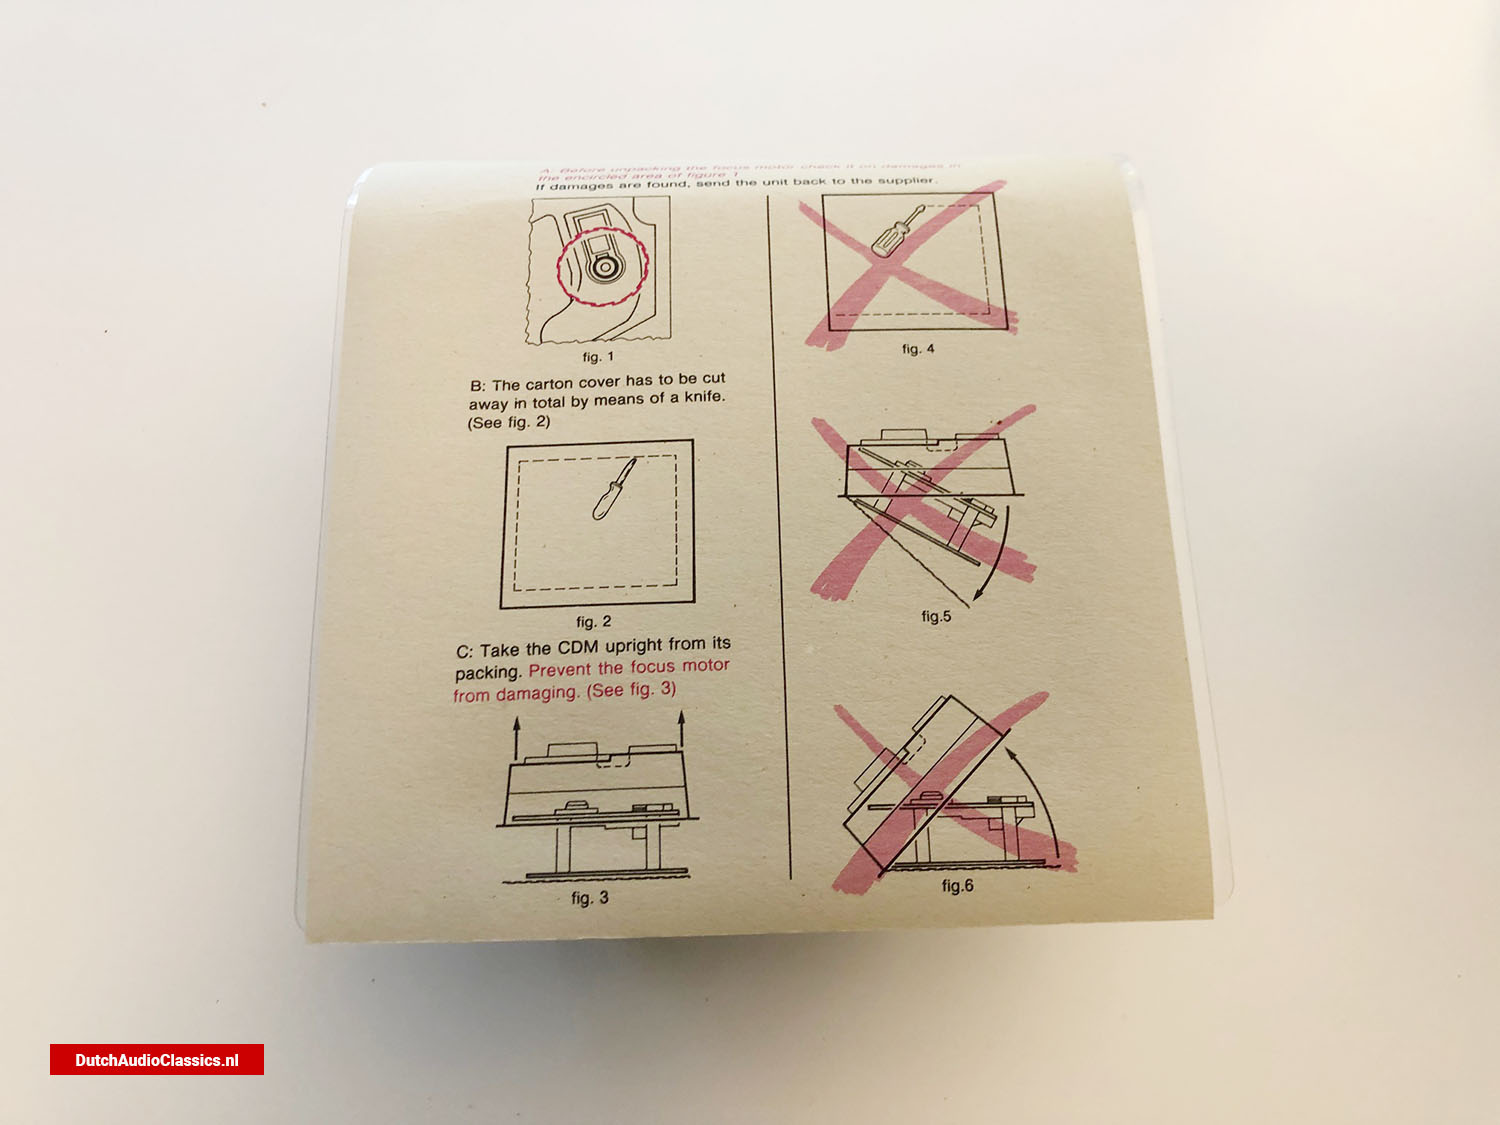 A: Before unpacking the focus motor check it on damages in
the encircled area of figure 1
If damages are found, send the unit back to the supplier.
fig. 1
B: The carton cover has to be cut
away in total by means of a knife.
(See fig. 2)
fig. 2
C: Take the CDM upright from its
packing. Prevent the focus motor
from damaging. (See fig. 3)
fig. 3
fig. 4
fig.5
fig.6
DutchAudioClassics.nl